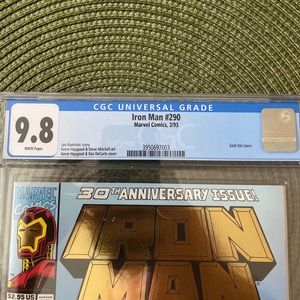 CGC UNIVERSAL GRADE
9.8
WHITE Pages
Iron Man #290
Marvel Comics, 3/93
Len Kaminski story
Kevin Hopgood & Steve Mitchell art
Kevin Hopgood & Dan DeCarlo cover
Gold foil cover.
3950697003
MARVEL
30TH ANNIVERSARY ISSUE!
IRON
MAN
$2.95 US